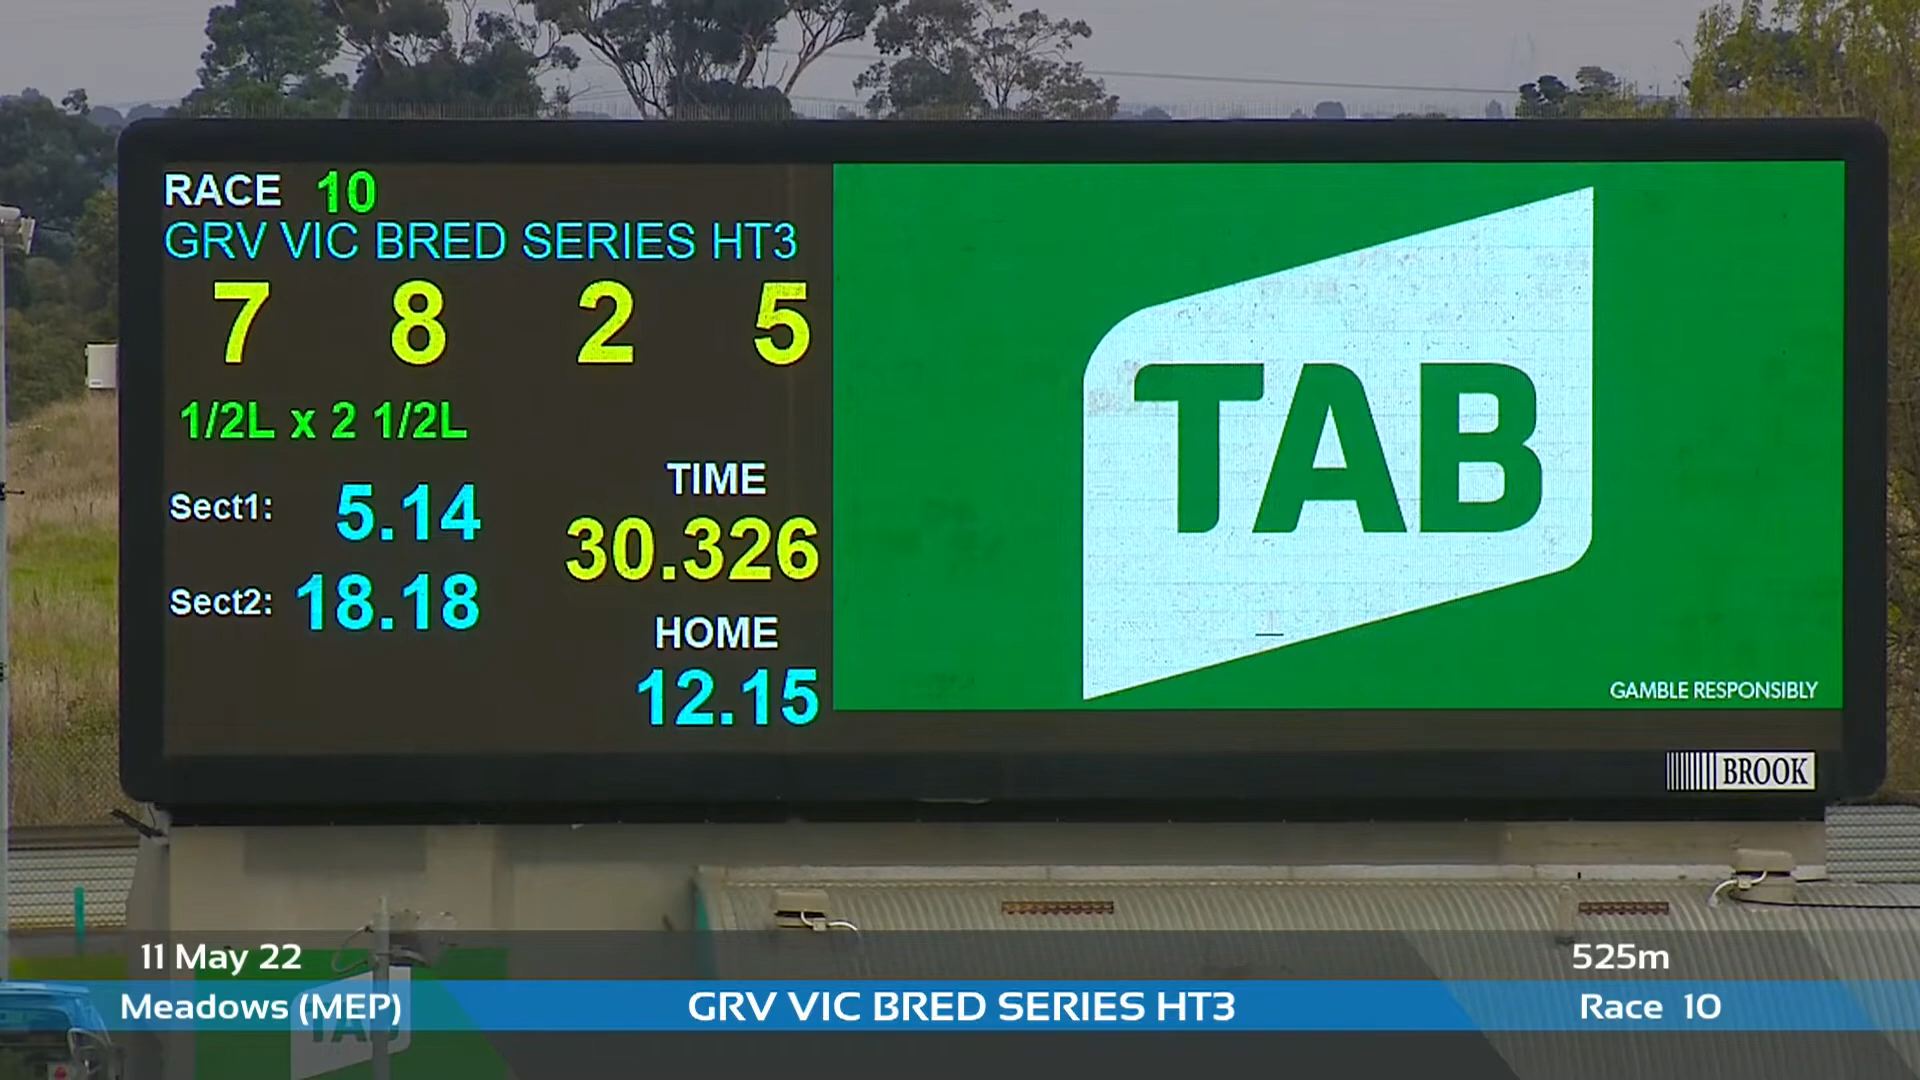 RACE 10
GRV VIC BRED SERIES HT3
7 8 2 5
1/2L x 2 1/2L
Sect1: 5.14
Sect2: 18.18
TIME
30.326
HOME
12.15
TAB
GAMBLE RESPONSIBLY
BROOK
11 May 22
525m
Meadows (MEP)
GRV VIC BRED SERIES HT3
Race 10
TAB